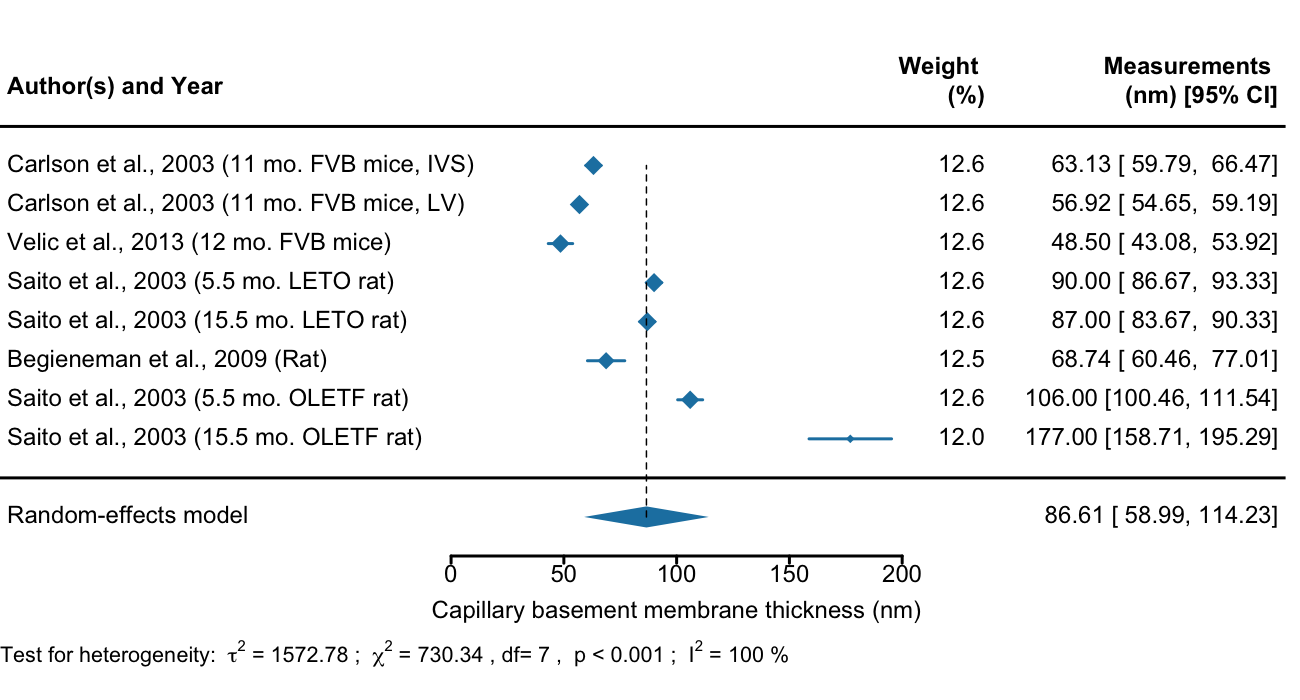 Weight Measurements
Author(s) and Year (%) (nm) [95% CI]
Carlson et al., 2003 (11 mo. FVB mice, IVS) 12.6 63.13 [ 59.79, 66.47]
Carlson et al., 2003 (11 mo. FVB mice, LV) 12.6 56.92 [ 54.65, 59.19]
Velic et al., 2013 (12 mo. FVB mice) 12.6 48.50 [ 43.08, 53.92]
Saito et al., 2003 (5.5 mo. LETO rat) 12.6 90.00 [ 86.67, 93.33]
Saito et al., 2003 (15.5 mo. LETO rat) 12.6 87.00 [ 83.67, 90.33]
Begieneman et al., 2009 (Rat) 12.5 68.74 [ 60.46, 77.01]
Saito et al., 2003 (5.5 mo. OLETF rat) 12.6 106.00 [100.46, 111.54]
Saito et al., 2003 (15.5 mo. OLETF rat) 12.0 177.00 [158.71, 195.29]
Random-effects model 86.61 [ 58.99, 114.23]
0 50 100 150 200
Capillary basement membrane thickness (nm)
Test for heterogeneity: τ² = 1572.78 ; χ² = 730.34 , df= 7 , p < 0.001 ; I² = 100 %